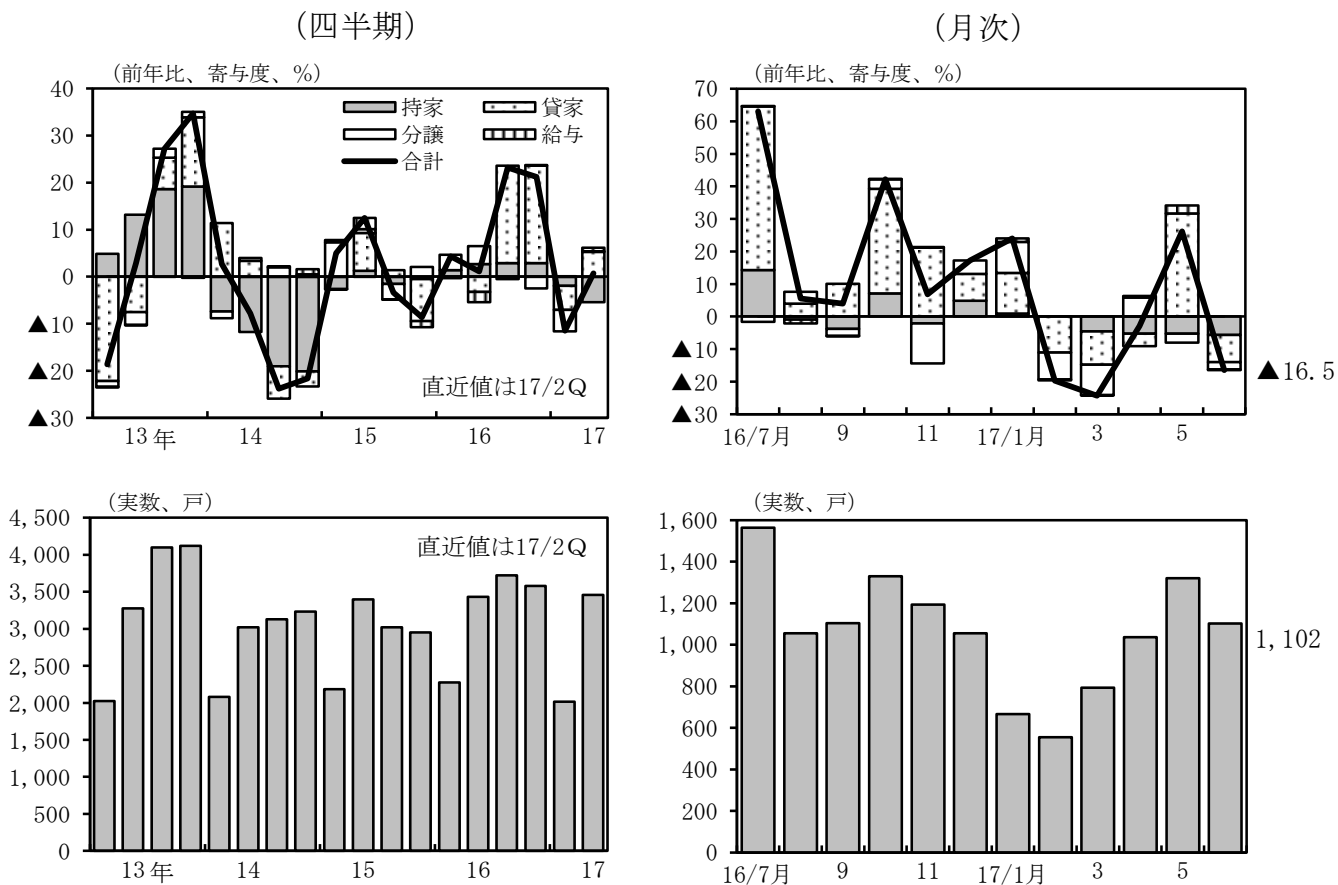 (四半期)
(月次)
(前年比、寄与度、%)
40
30
20
10
0
▲10
▲20
▲30
持家
貸家
分譲
給与
合計
直近値は17/2Q
13年
14
15
16
17
(前年比、寄与度、%)
70
60
50
40
30
20
10
0
▲10
▲20
▲30
▲16.5
16/7月
9
11
17/1月
3
5
(実数、戸)
4,500
4,000
3,500
3,000
2,500
2,000
1,500
1,000
500
0
直近値は17/2Q
13年
14
15
16
17
(実数、戸)
1,600
1,400
1,200
1,000
800
600
400
200
0
1,102
16/7月
9
11
17/1月
3
5